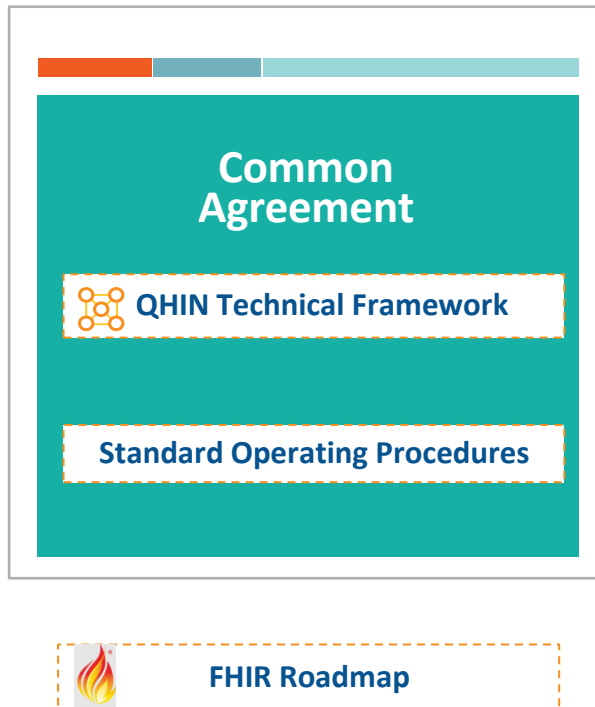 Common
Agreement
QHIN Technical Framework
Standard Operating Procedures
FHIR Roadmap